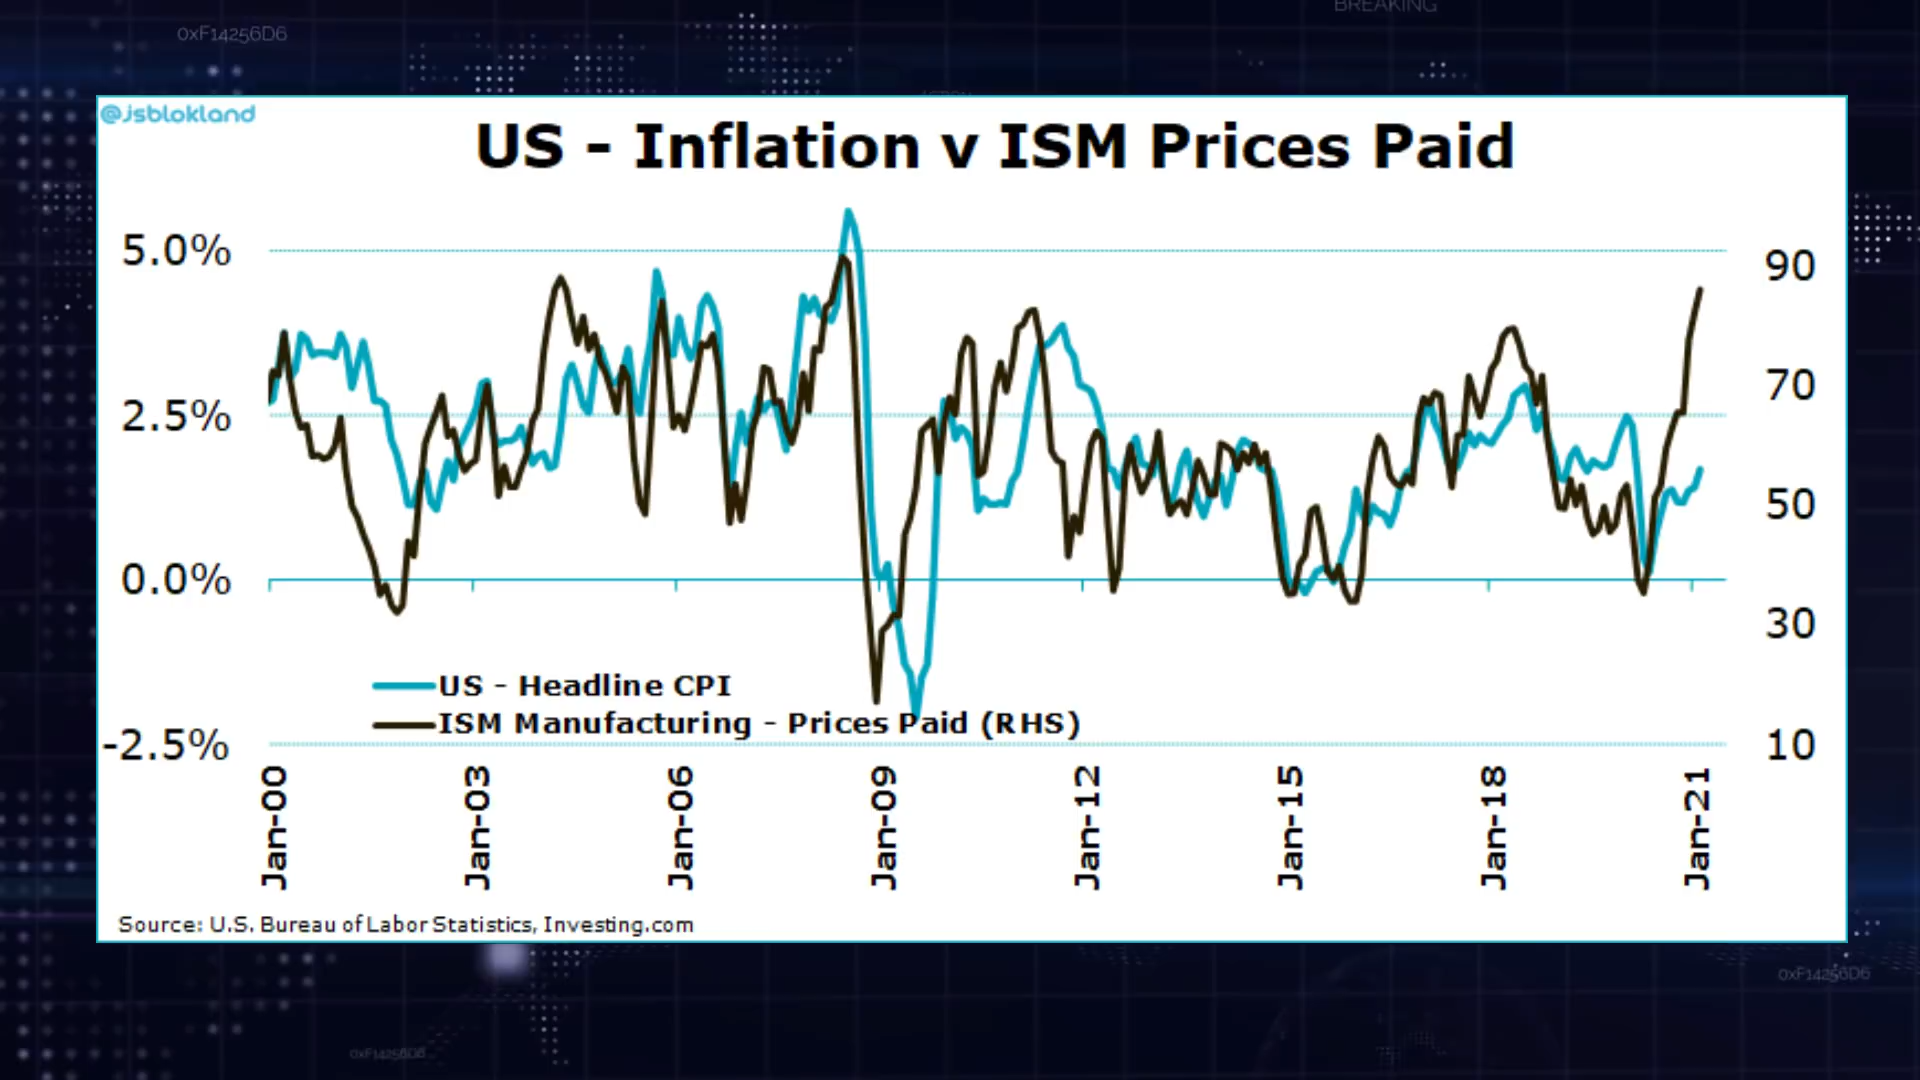 BREAKING
0xF14256D6
@jsblokland
US - Inflation v ISM Prices Paid
5.0%
90
70
2.5%
50
0.0%
30
US - Headline CPI
ISM Manufacturing - Prices Paid (RHS)
-2.5%
10
Jan-00
Jan-03
Jan-06
Jan-09
Jan-12
Jan-15
Jan-18
Jan-21
Source: U.S. Bureau of Labor Statistics, Investing.com
0xF14256D6
0xF14256D6